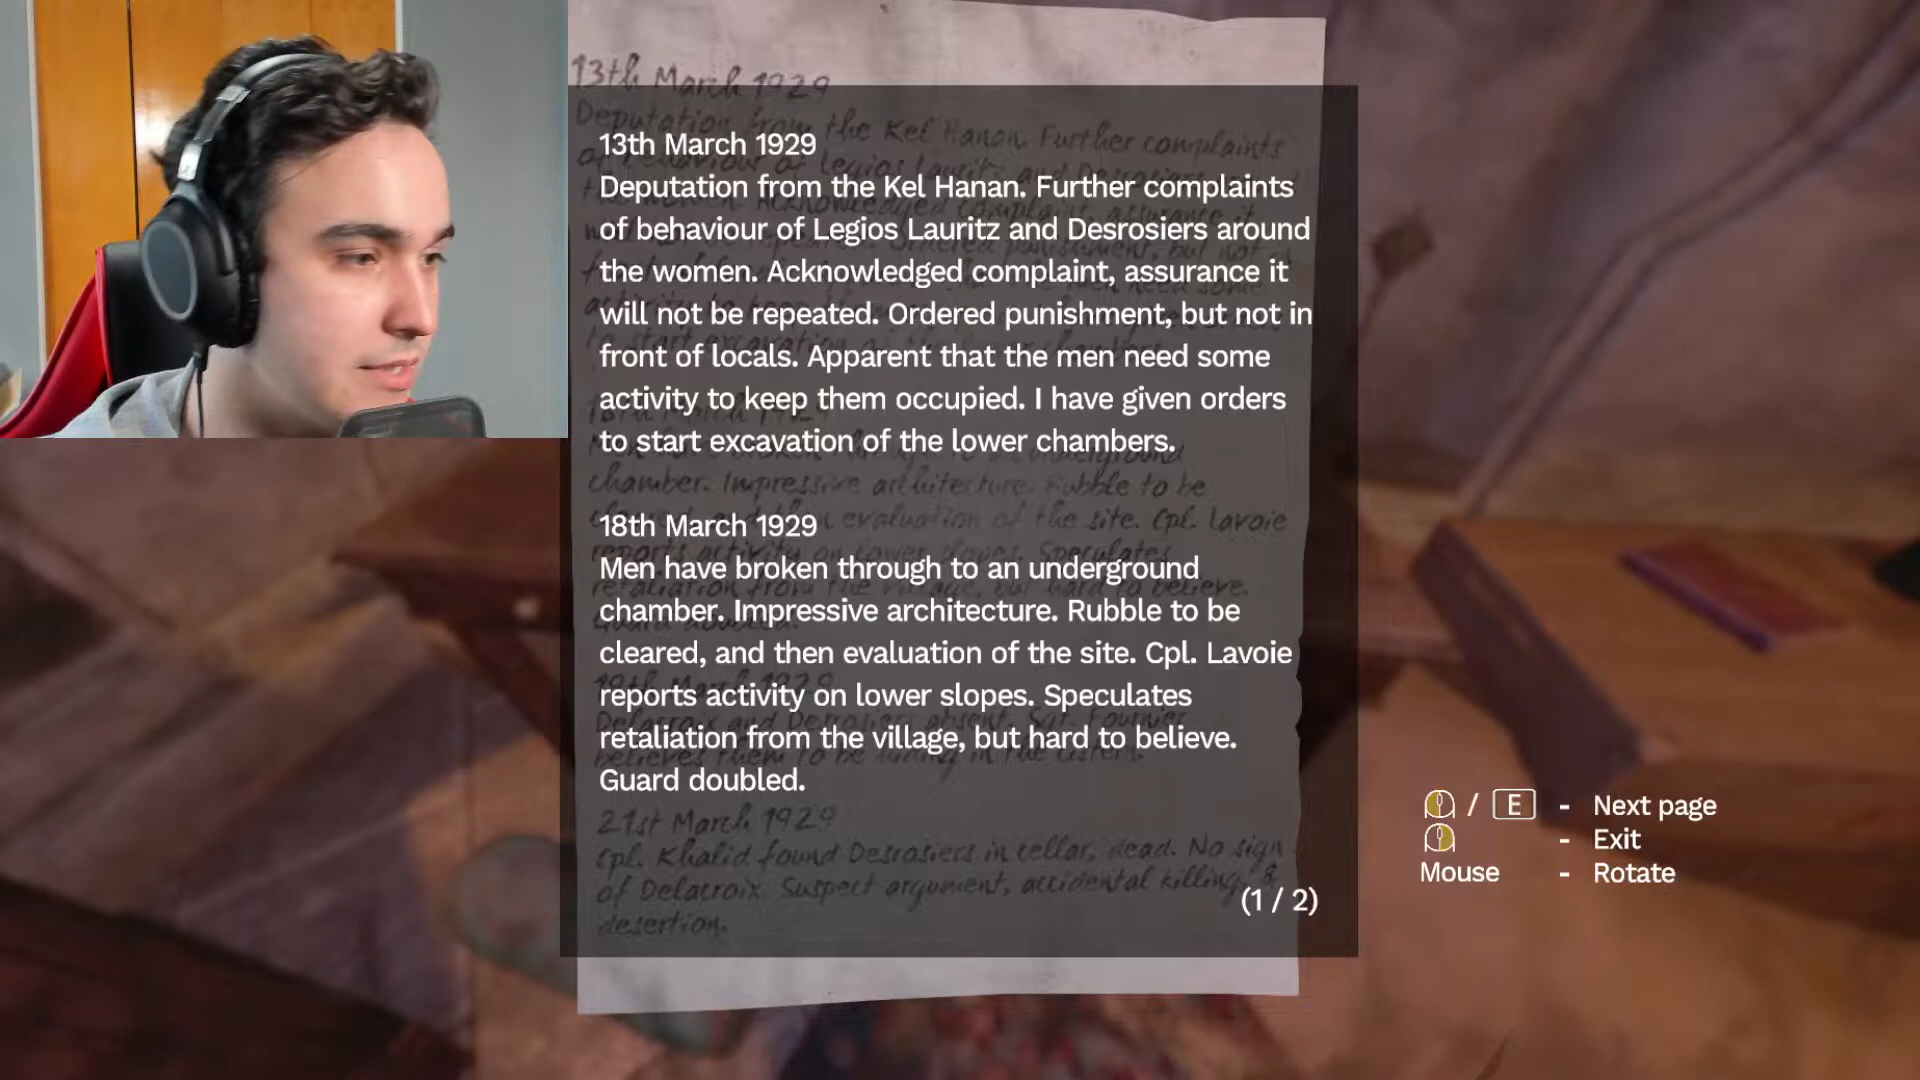 13th March 1929
13th March 1929
Deputation from the Kel Hanan. Further complaints
of behaviour of Legios Lauritz and Desrosiers around
the women. Acknowledged complaint, assurance it
will not be repeated. Ordered punishment, but not in
front of locals. Apparent that the men need some
activity to keep them occupied. I have given orders
to start excavation of the lower chambers.
18th March 1929
Men have broken through to an underground
chamber. Impressive architecture. Rubble to be
cleared, and then evaluation of the site. Cpl. Lavoie
reports activity on lower slopes. Speculates
retaliation from the village, but hard to believe.
Guard doubled.
21st March 1929
Cpl. Khalid found Desrosiers in cellar, dead. No sign
of Delacroix. Suspect argument, accidental killing &
desertion.
(1 / 2)
/ E - Next page
- Exit
Mouse - Rotate